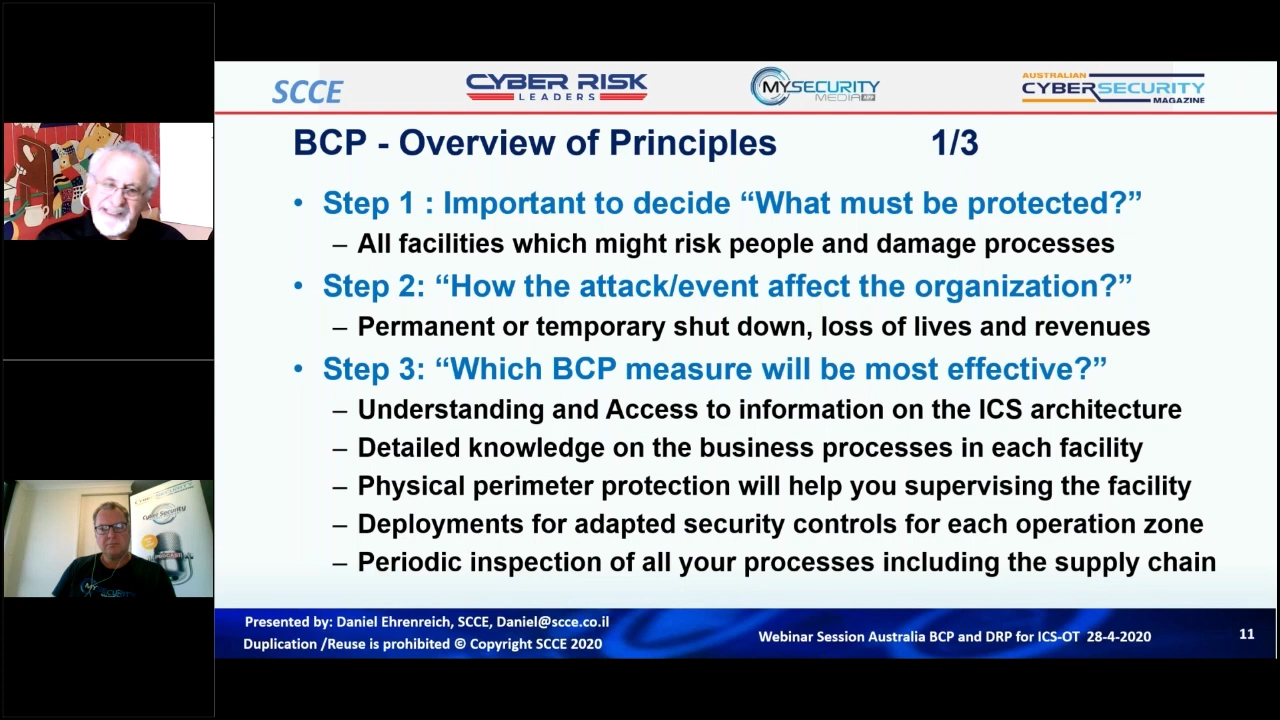 SCCE
CYBER RISK
LEADERS
MYSECURITY
MEDIA
AUSTRALIAN
CYBERSECURITY
MAGAZINE
BCP - Overview of Principles 1/3
• Step 1 : Important to decide “What must be protected?”
– All facilities which might risk people and damage processes
• Step 2: “How the attack/event affect the organization?”
– Permanent or temporary shut down, loss of lives and revenues
• Step 3: “Which BCP measure will be most effective?”
– Understanding and Access to information on the ICS architecture
– Detailed knowledge on the business processes in each facility
– Physical perimeter protection will help you supervising the facility
– Deployments for adapted security controls for each operation zone
– Periodic inspection of all your processes including the supply chain
Presented by: Daniel Ehrenreich, SCCE, Daniel@scce.co.il
Duplication /Reuse is prohibited © Copyright SCCE 2020
Webinar Session Australia BCP and DRP for ICS-OT 28-4-2020
11
Cyber Security
PODCAST
MYSECURITY